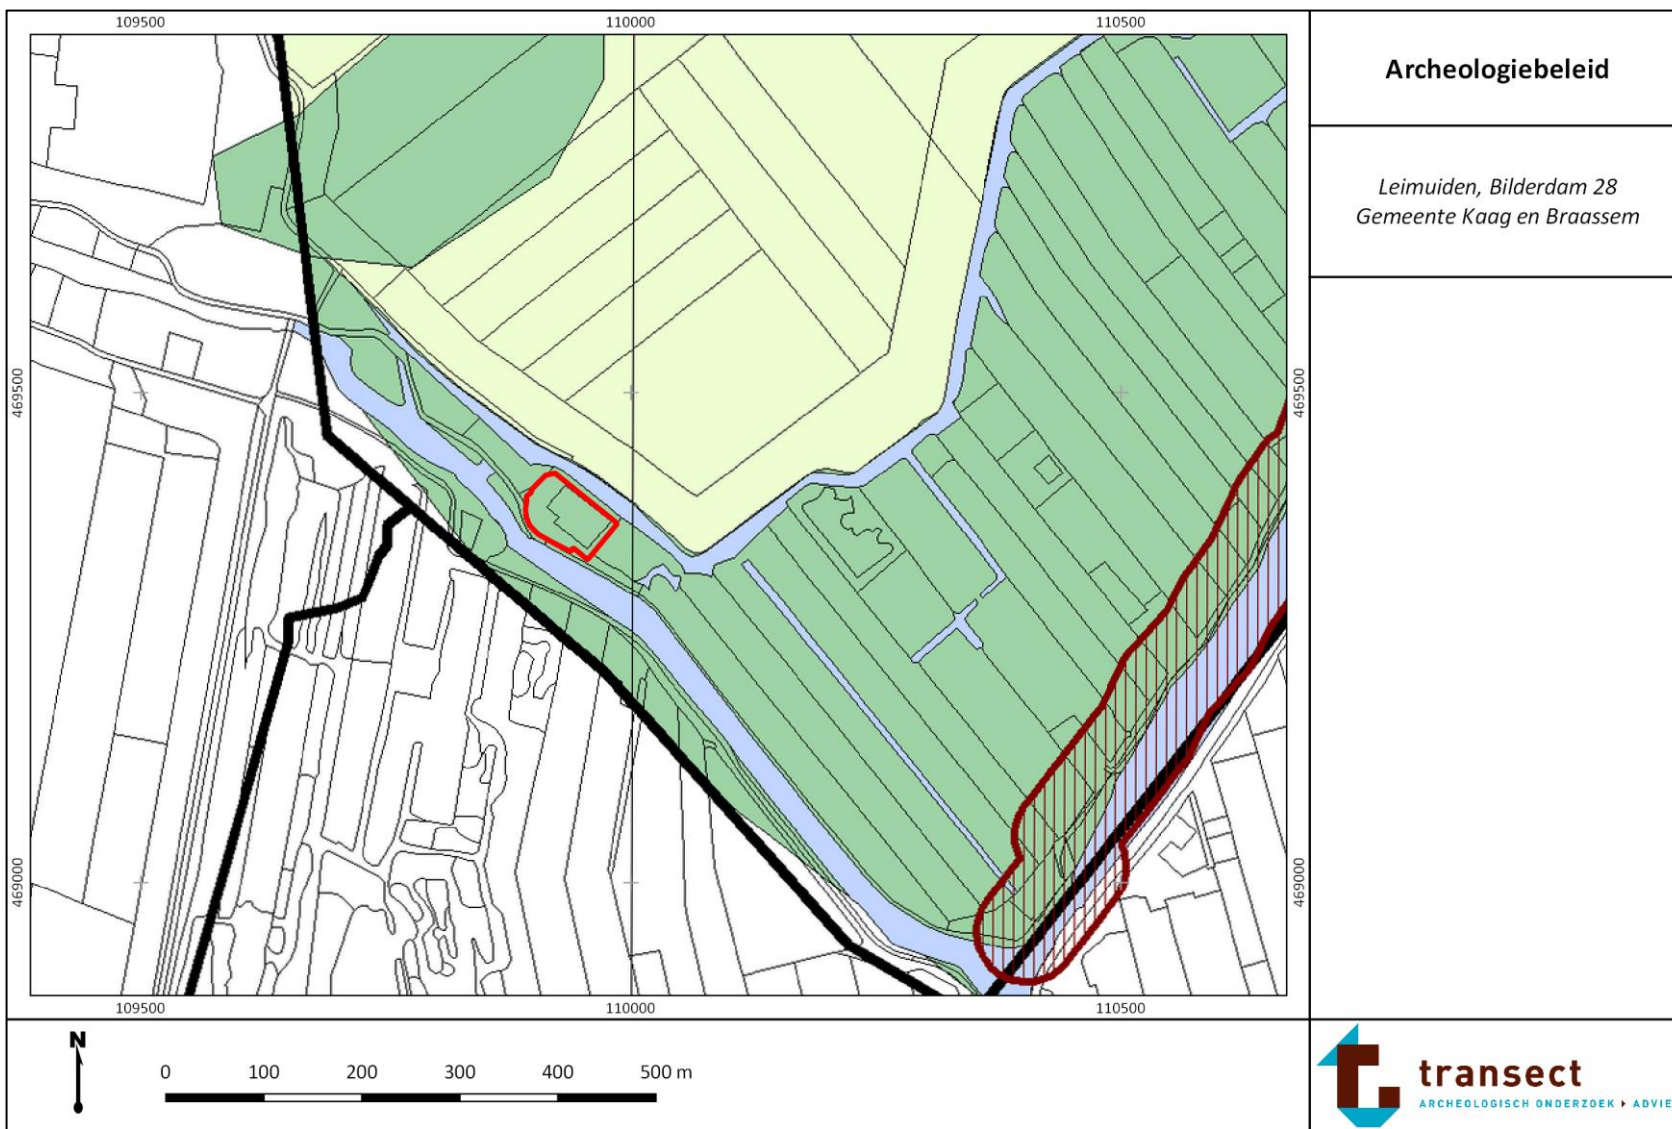 109500
110000
110500
469500
469500
469000
469000
109500
110000
110500
Archeologiebeleid
Leimuiden, Bilderdam 28
Gemeente Kaag en Braassem
N
0 100 200 300 400 500 m
transect
ARCHEOLOGISCH ONDERZOEK ▸ ADVIE